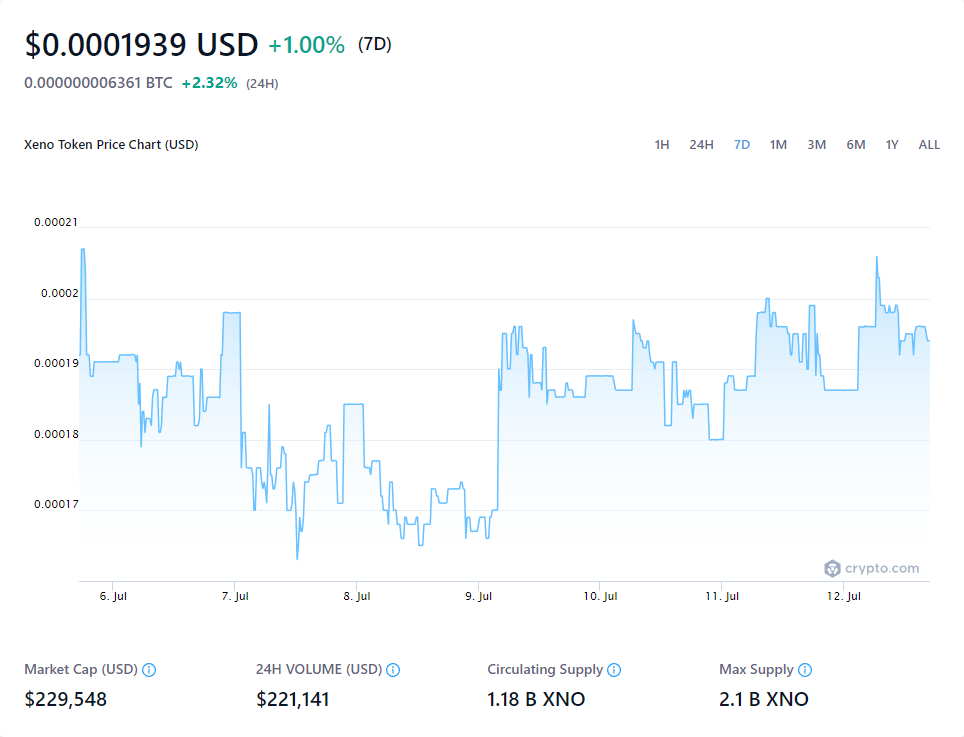 $0.0001939 USD +1.00% (7D)
0.000000006361 BTC +2.32% (24H)
Xeno Token Price Chart (USD) 1H 24H 7D 1M 3M 6M 1Y ALL
0.00021
0.0002
0.00019
0.00018
0.00017
crypto.com
6. Jul 7. Jul 8. Jul 9. Jul 10. Jul 11. Jul 12. Jul
Market Cap (USD) 24H VOLUME (USD) Circulating Supply Max Supply
$229,548 $221,141 1.18 B XNO 2.1 B XNO